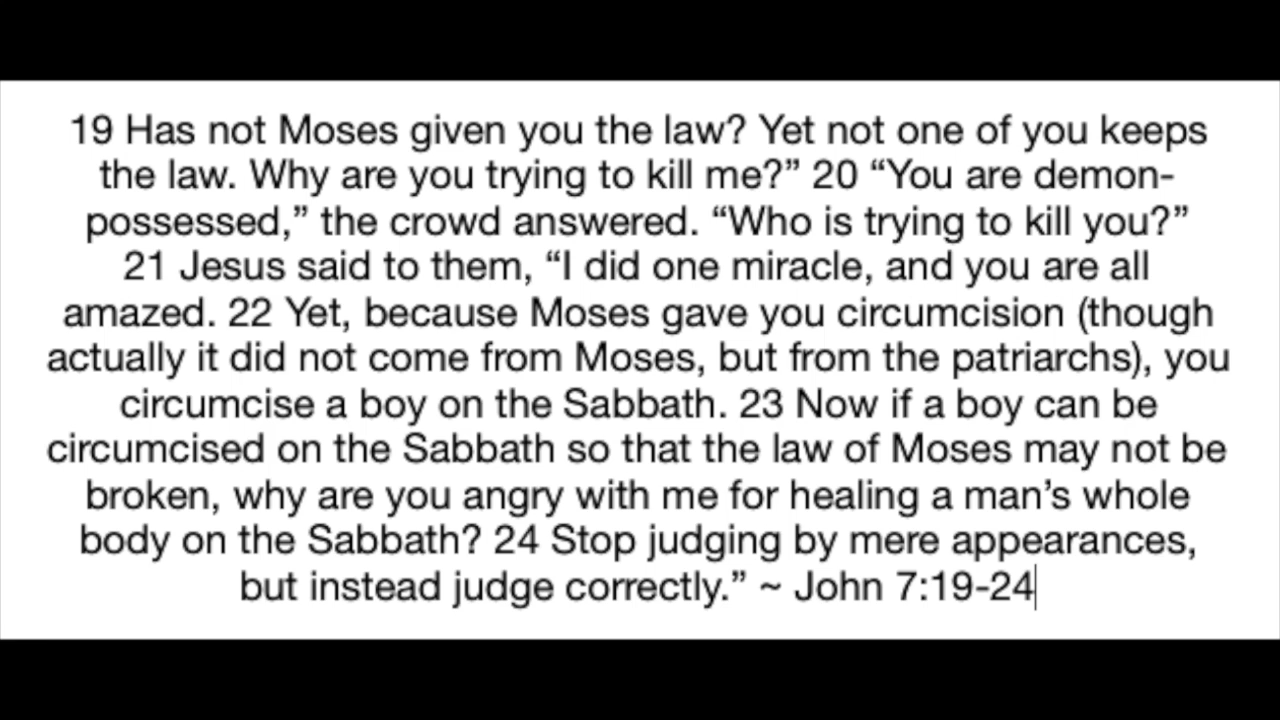 19 Has not Moses given you the law? Yet not one of you keeps
the law. Why are you trying to kill me?” 20 “You are demon-
possessed,” the crowd answered. “Who is trying to kill you?”
21 Jesus said to them, “I did one miracle, and you are all
amazed. 22 Yet, because Moses gave you circumcision (though
actually it did not come from Moses, but from the patriarchs), you
circumcise a boy on the Sabbath. 23 Now if a boy can be
circumcised on the Sabbath so that the law of Moses may not be
broken, why are you angry with me for healing a man’s whole
body on the Sabbath? 24 Stop judging by mere appearances,
but instead judge correctly.” ~ John 7:19-24